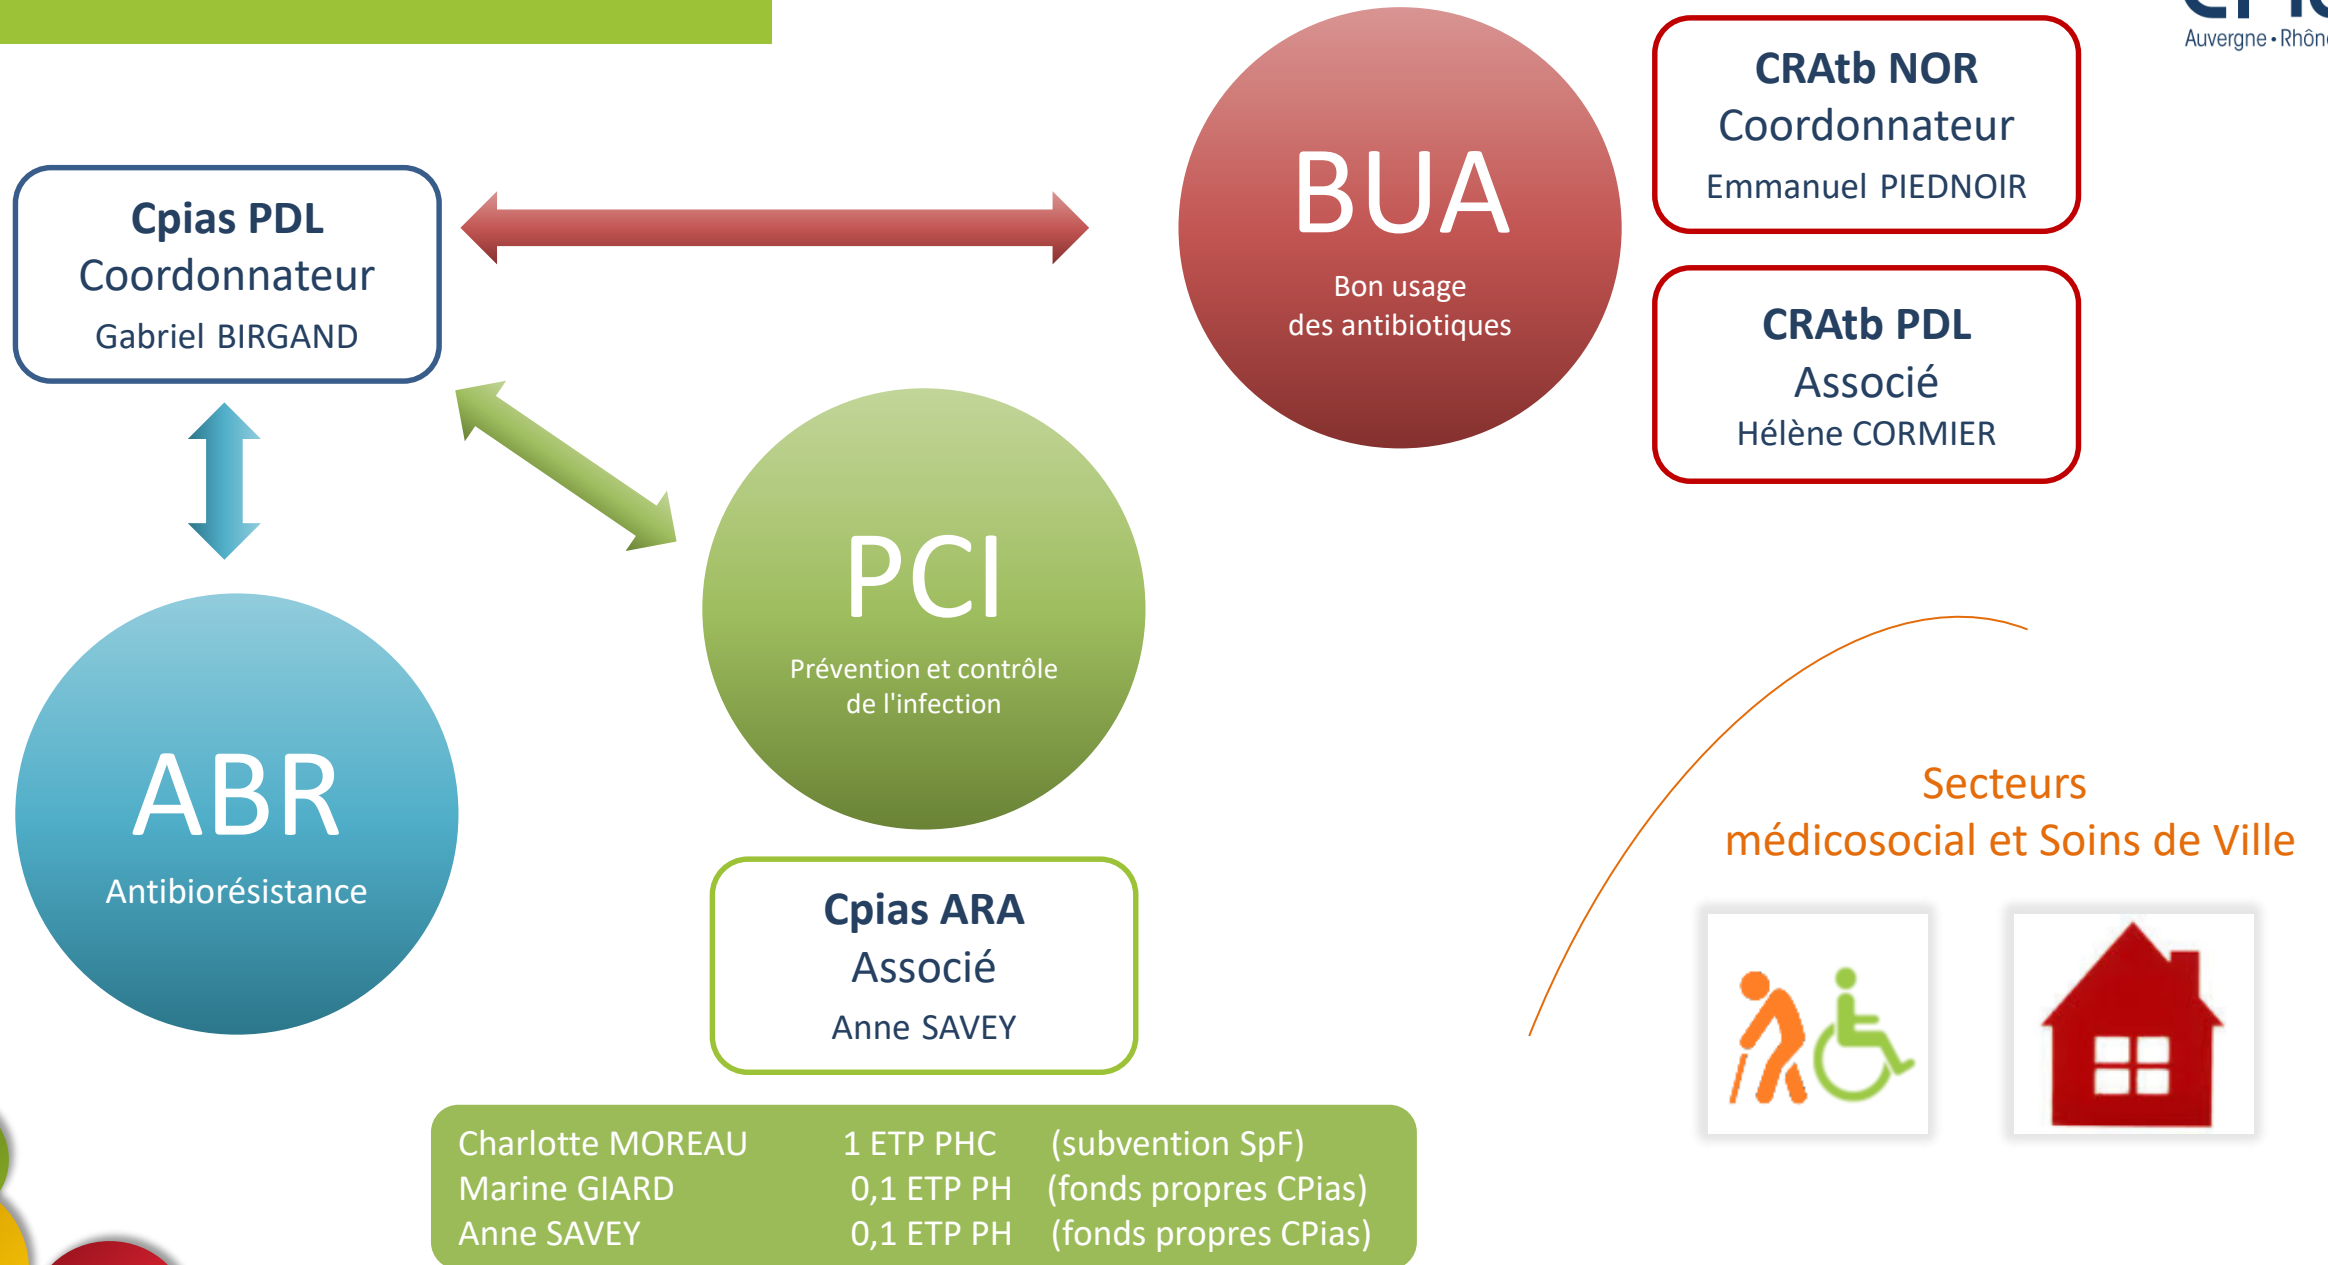 Auvergne • Rhôn
Cpias PDL
Coordonnateur
Gabriel BIRGAND
BUA
Bon usage
des antibiotiques
CRAtb NOR
Coordonnateur
Emmanuel PIEDNOIR
CRAtb PDL
Associé
Hélène CORMIER
PCI
Prévention et contrôle
de l'infection
ABR
Antibiorésistance
Cpias ARA
Associé
Anne SAVEY
Secteurs
médicosocial et Soins de Ville
Charlotte MOREAU 1 ETP PHC (subvention SpF)
Marine GIARD 0,1 ETP PH (fonds propres CPias)
Anne SAVEY 0,1 ETP PH (fonds propres CPias)